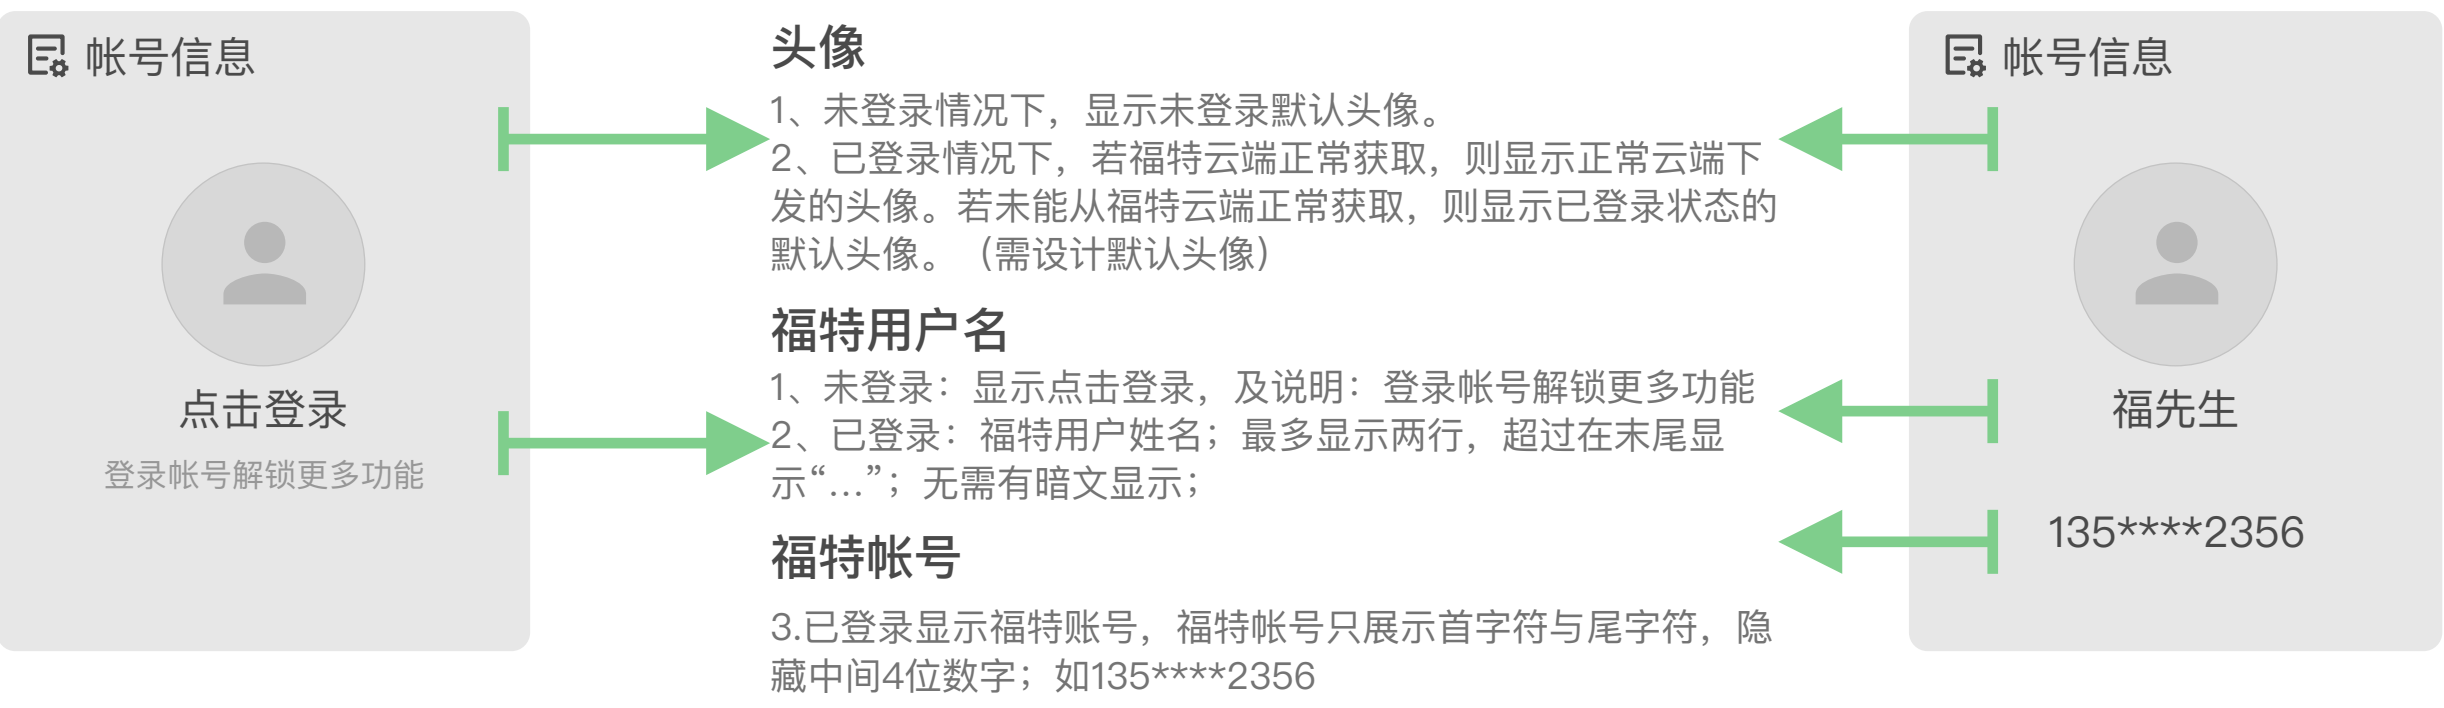 帐号信息
点击登录
登录帐号解锁更多功能
头像
1、未登录情况下，显示未登录默认头像。
2、已登录情况下，若福特云端正常获取，则显示正常云端下
发的头像。若未能从福特云端正常获取，则显示已登录状态的
默认头像。（需设计默认头像）
福特用户名
1、未登录：显示点击登录，及说明：登录帐号解锁更多功能
2、已登录：福特用户姓名；最多显示两行，超过在末尾显
示“...”；无需有暗文显示；
福特帐号
3.已登录显示福特账号，福特帐号只展示首字符与尾字符，隐
藏中间4位数字；如135****2356
帐号信息
福先生
135****2356